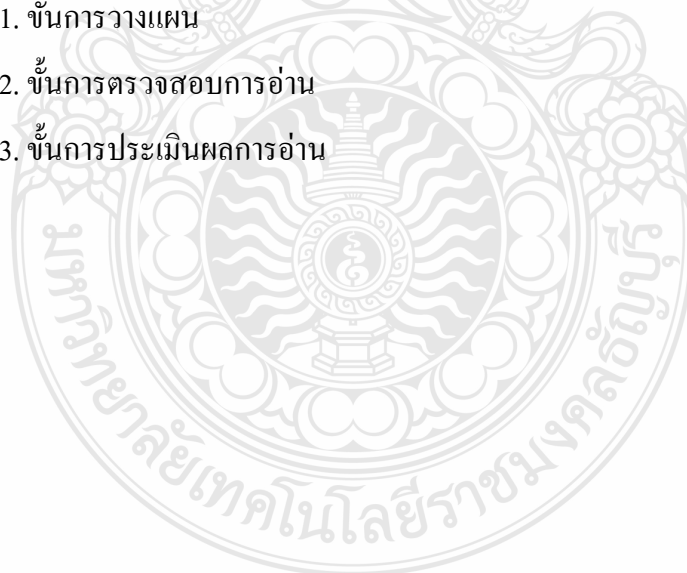 1. ขั้นการวางแผน
2. ขั้นการตรวจสอบการอ่าน
3. ขั้นการประเมินผลการอ่าน
มหาวิทยาลัยเทคโนโลยีราชมงคลธัญบุรี